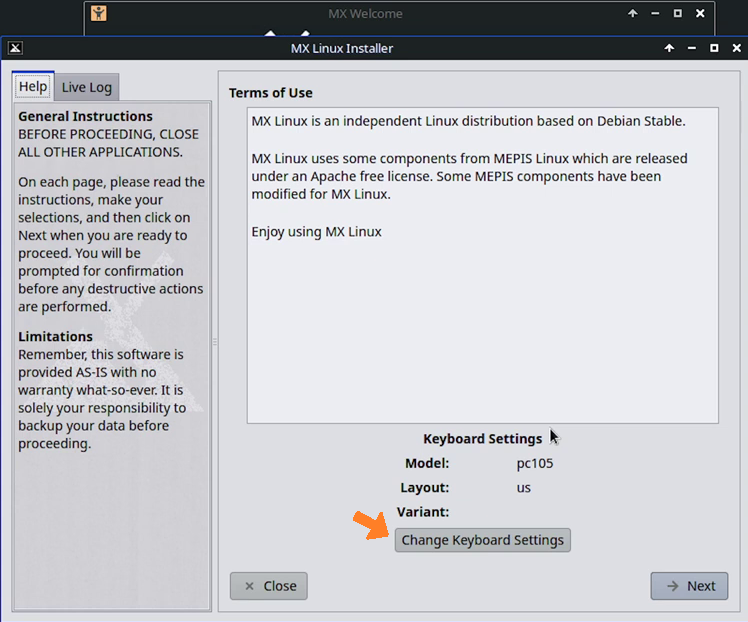 MX Welcome
MX Linux Installer
Help
Live Log
General Instructions
BEFORE PROCEEDING, CLOSE
ALL OTHER APPLICATIONS.
On each page, please read the
instructions, make your
selections, and then click on
Next when you are ready to
proceed. You will be
prompted for confirmation
before any destructive actions
are performed.
Limitations
Remember, this software is
provided AS-IS with no
warranty what-so-ever. It is
solely your responsibility to
backup your data before
proceeding.
Terms of Use
MX Linux is an independent Linux distribution based on Debian Stable.
MX Linux uses some components from MEPIS Linux which are released
under an Apache free license. Some MEPIS components have been
modified for MX Linux.
Enjoy using MX Linux
Keyboard Settings
Model: pc105
Layout: us
Variant:
Change Keyboard Settings
Close
Next